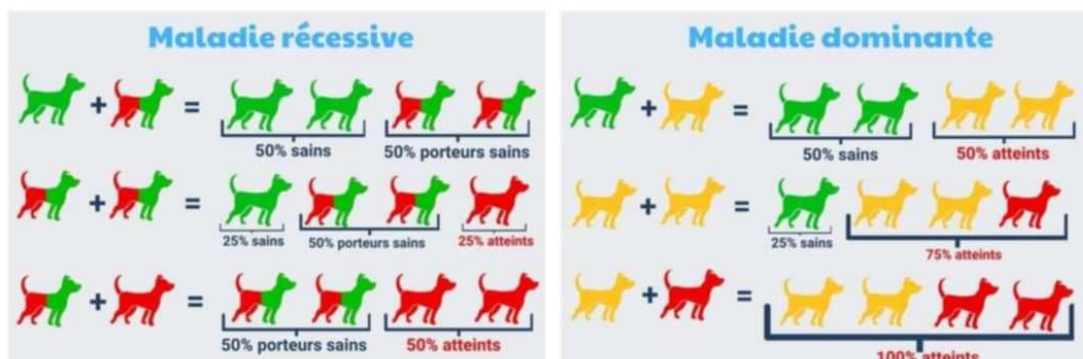 Maladie récessive
+ =
50% sains 50% porteurs sains
+ =
25% sains 50% porteurs sains 25% atteints
+ =
50% porteurs sains 50% atteints
Maladie dominante
+ =
50% sains 50% atteints
+ =
25% sains
75% atteints
+ =
100% atteints